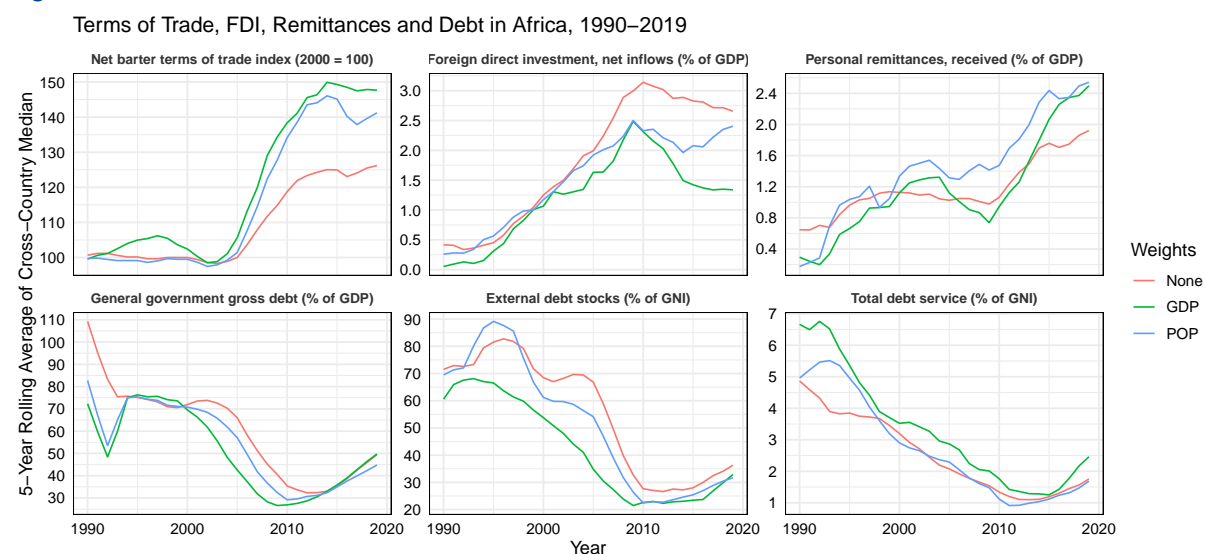 Terms of Trade, FDI, Remittances and Debt in Africa, 1990−2019
5−Year Rolling Average of Cross−Country Median
Net barter terms of trade index (2000 = 100)
Foreign direct investment, net inflows (% of GDP)
Personal remittances, received (% of GDP)
150
140
130
120
110
100
3.0
2.5
2.0
1.5
1.0
0.5
0.0
2.4
2.0
1.6
1.2
0.8
0.4
General government gross debt (% of GDP)
External debt stocks (% of GNI)
Total debt service (% of GNI)
110
100
90
80
70
60
50
40
30
90
80
70
60
50
40
30
20
7
6
5
4
3
2
1
1990 2000 2010 2020
1990 2000 2010 2020
1990 2000 2010 2020
Year
Weights
None
GDP
POP